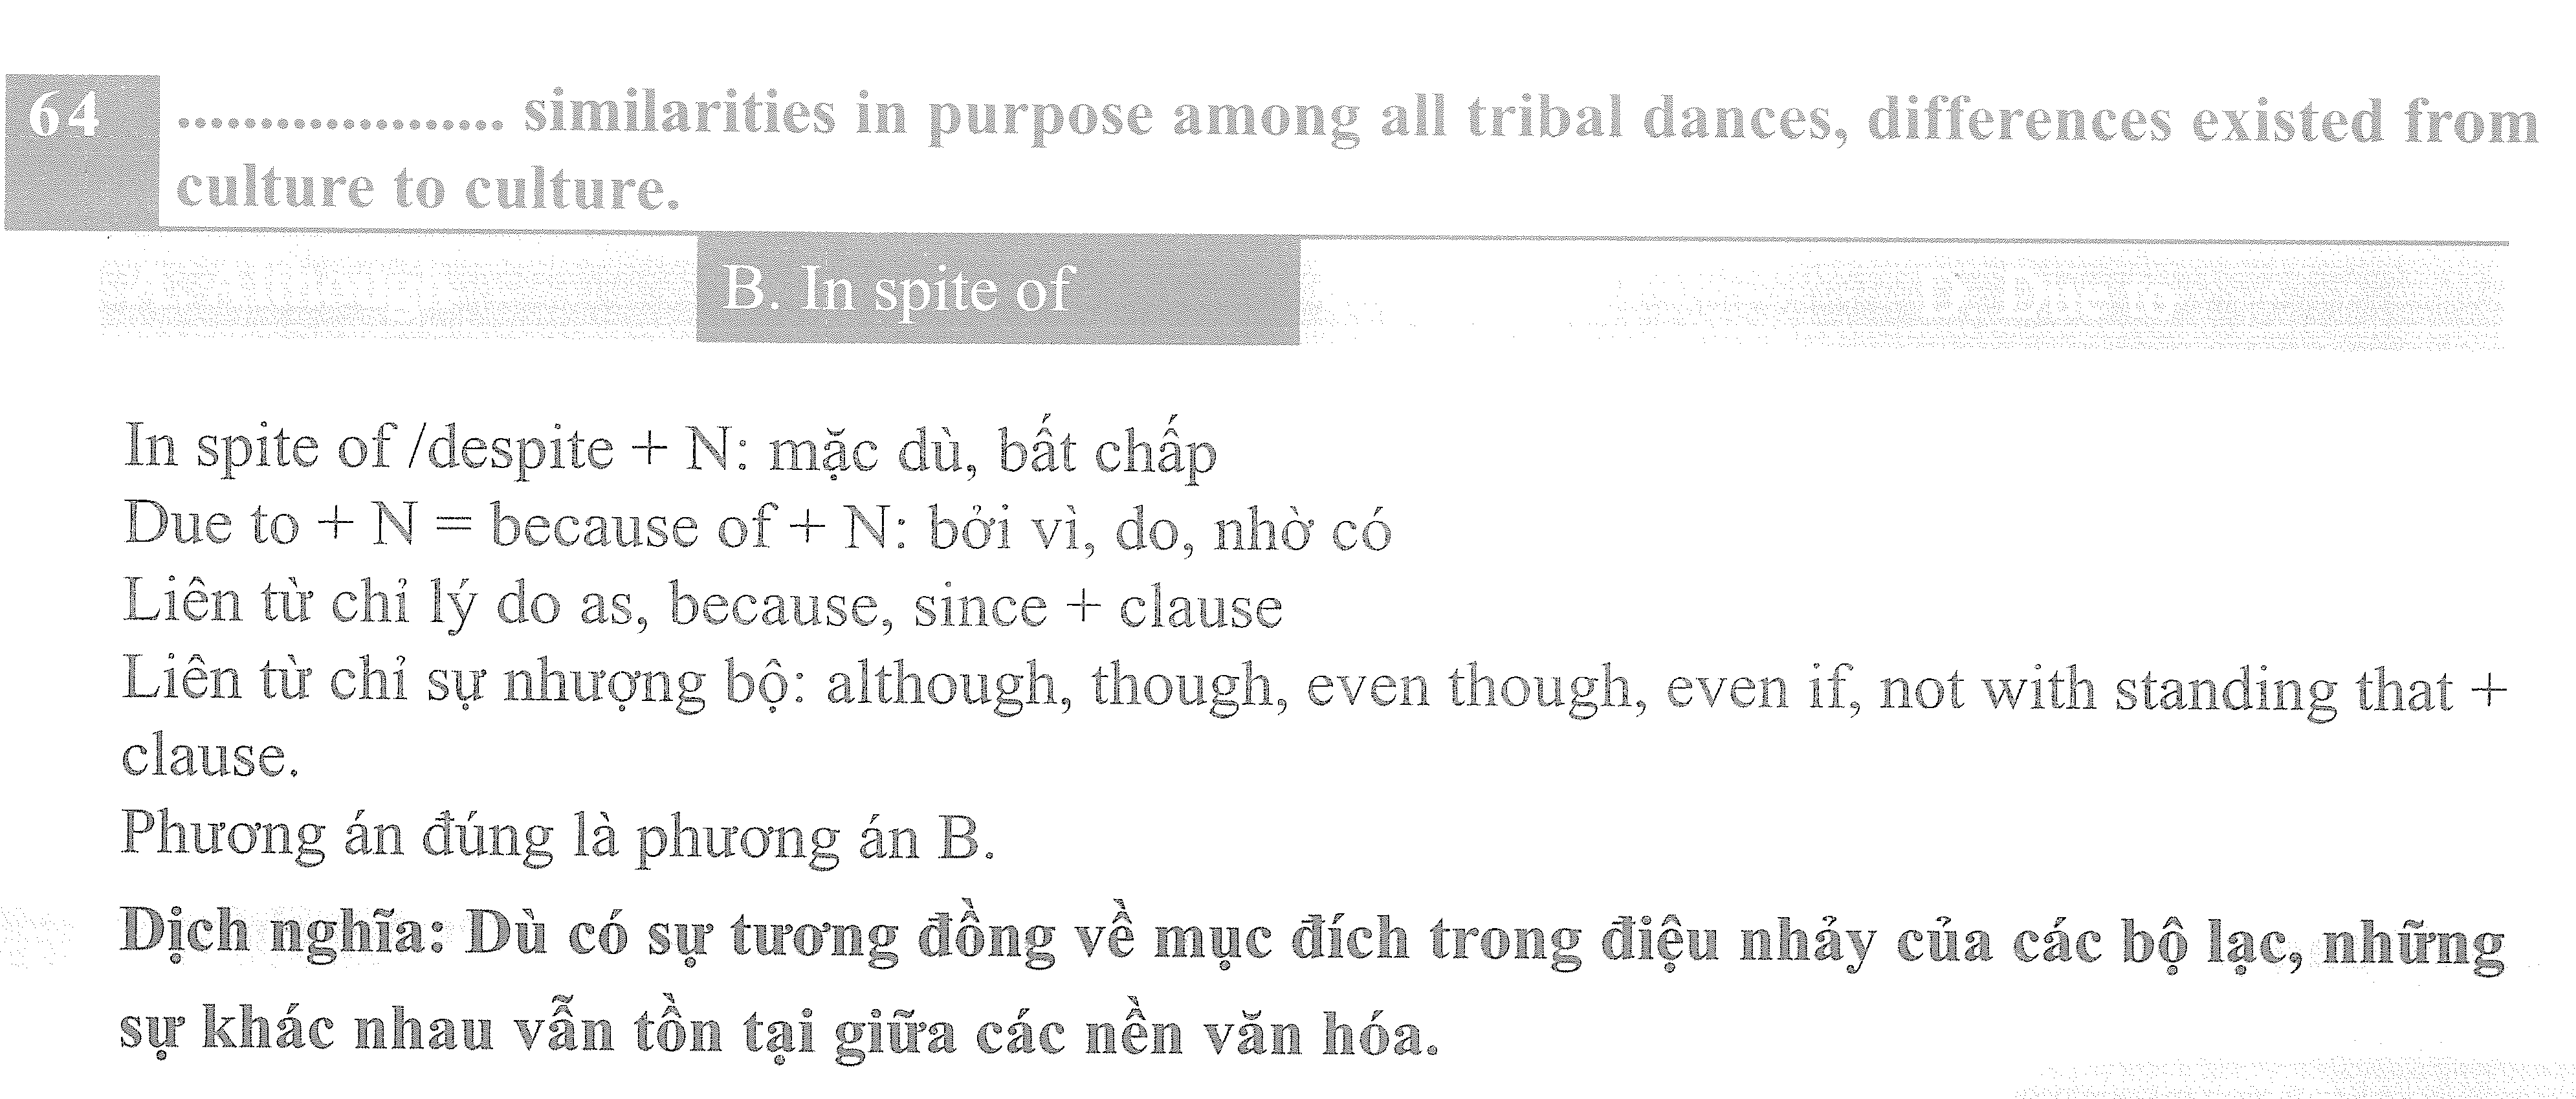 64 ................... similarities in purpose among all tribal dances, differences existed from
culture to culture.
A. Although B. In spite of D. Due to
In spite of /despite + N: mặc dù, bất chấp
Due to + N = because of + N: bởi vì, do, nhờ có
Liên từ chỉ lý do as, because, since + clause
Liên từ chỉ sự nhượng bộ: although, though, even though, even if, not with standing that +
clause.
Phương án đúng là phương án B.
Dịch nghĩa: Dù có sự tương đồng về mục đích trong điệu nhảy của các bộ lạc, những
sự khác nhau vẫn tồn tại giữa các nền văn hóa.